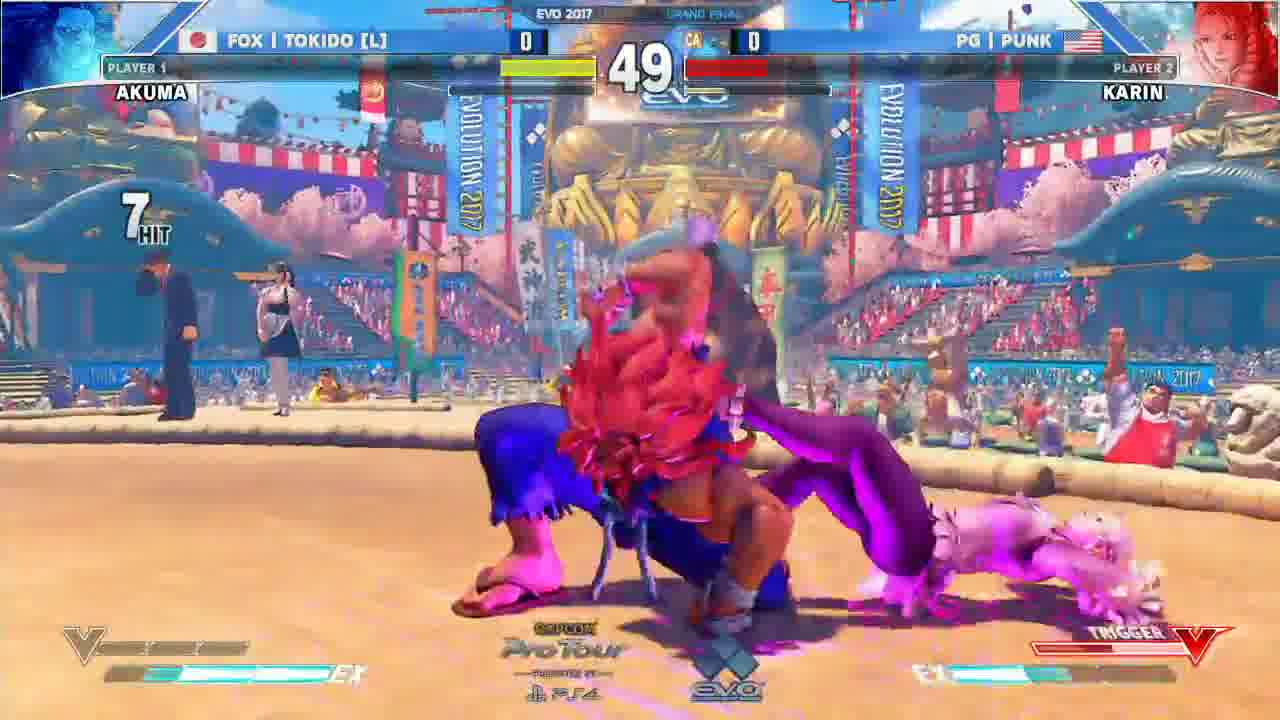 EVO 2017 GRAND FINAL
FOX | TOKIDO [L] 0 49 CA 0 PG | PUNK
PLAYER 1 PLAYER 2
AKUMA KARIN
EVO
EVOLUTION 2017
EVOLUTION 2017
7 HIT
TRIGGER
V
EX EX
CAPCOM
Pro Tour
PS4
EVO